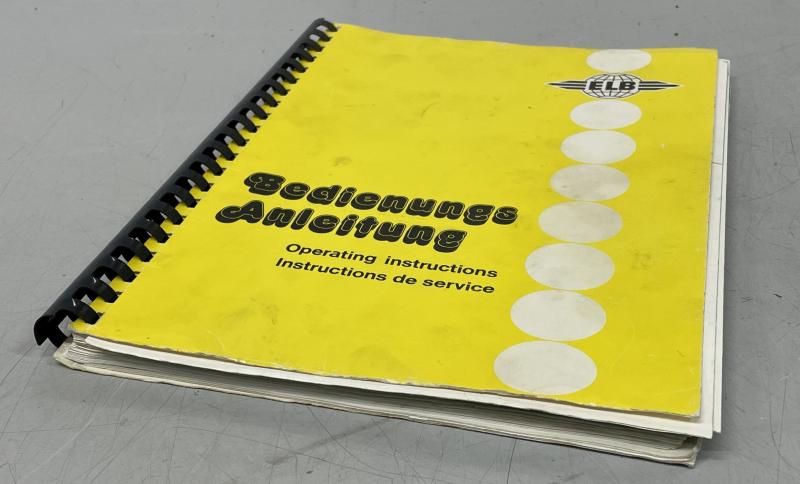 ELB
Bedienungs
Anleitung
Operating instructions
Instructions de service